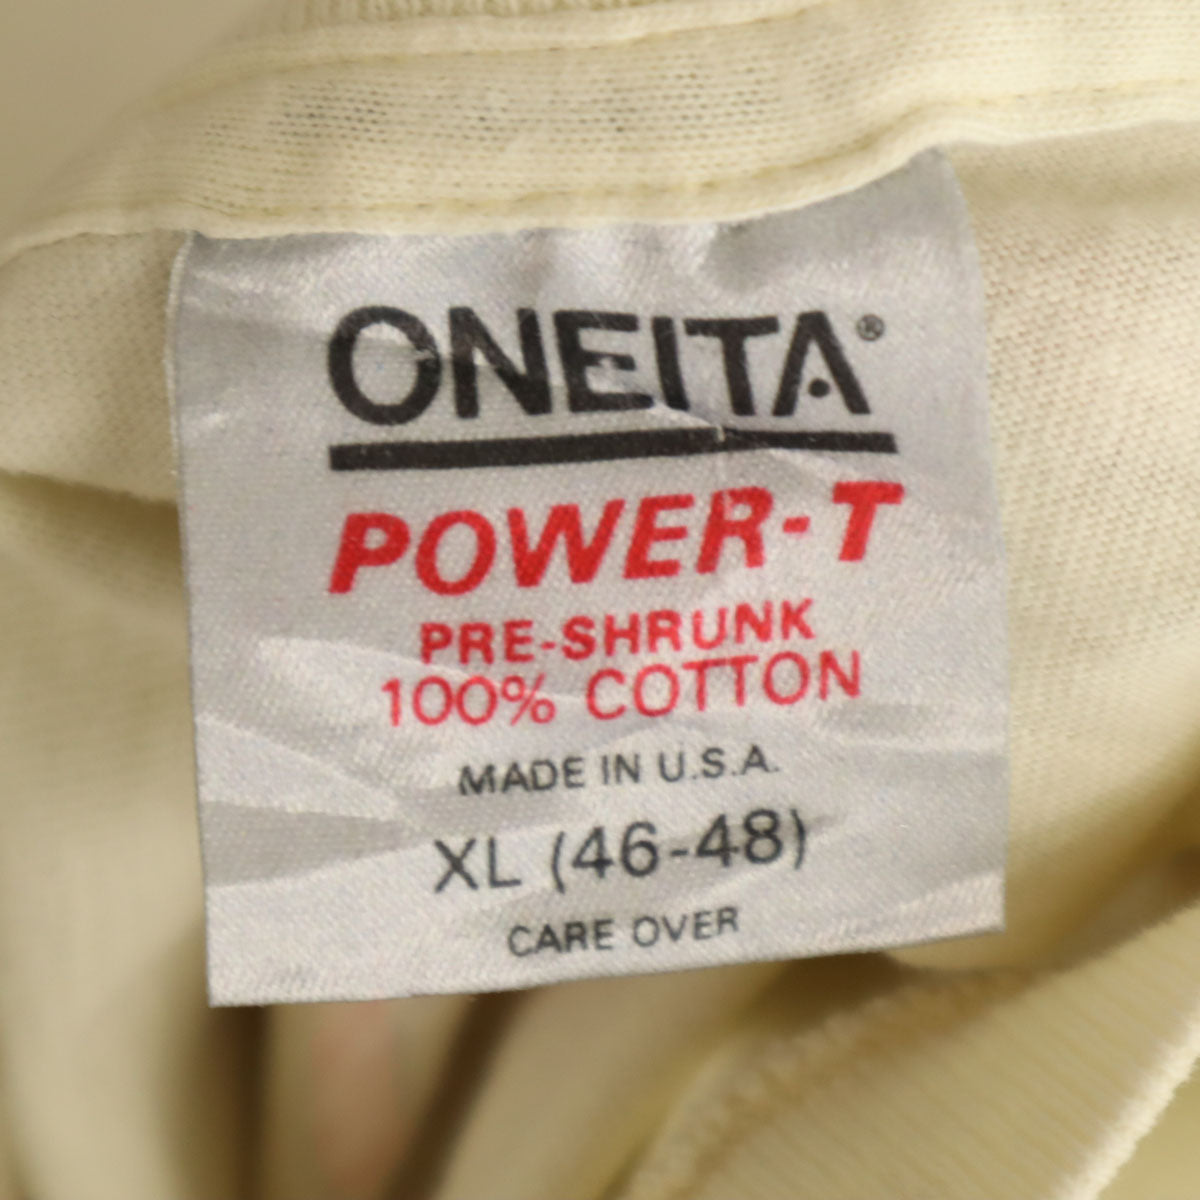 ONEITA®
POWER-T
PRE-SHRUNK
100% COTTON
MADE IN U.S.A.
XL (46-48)
CARE OVER